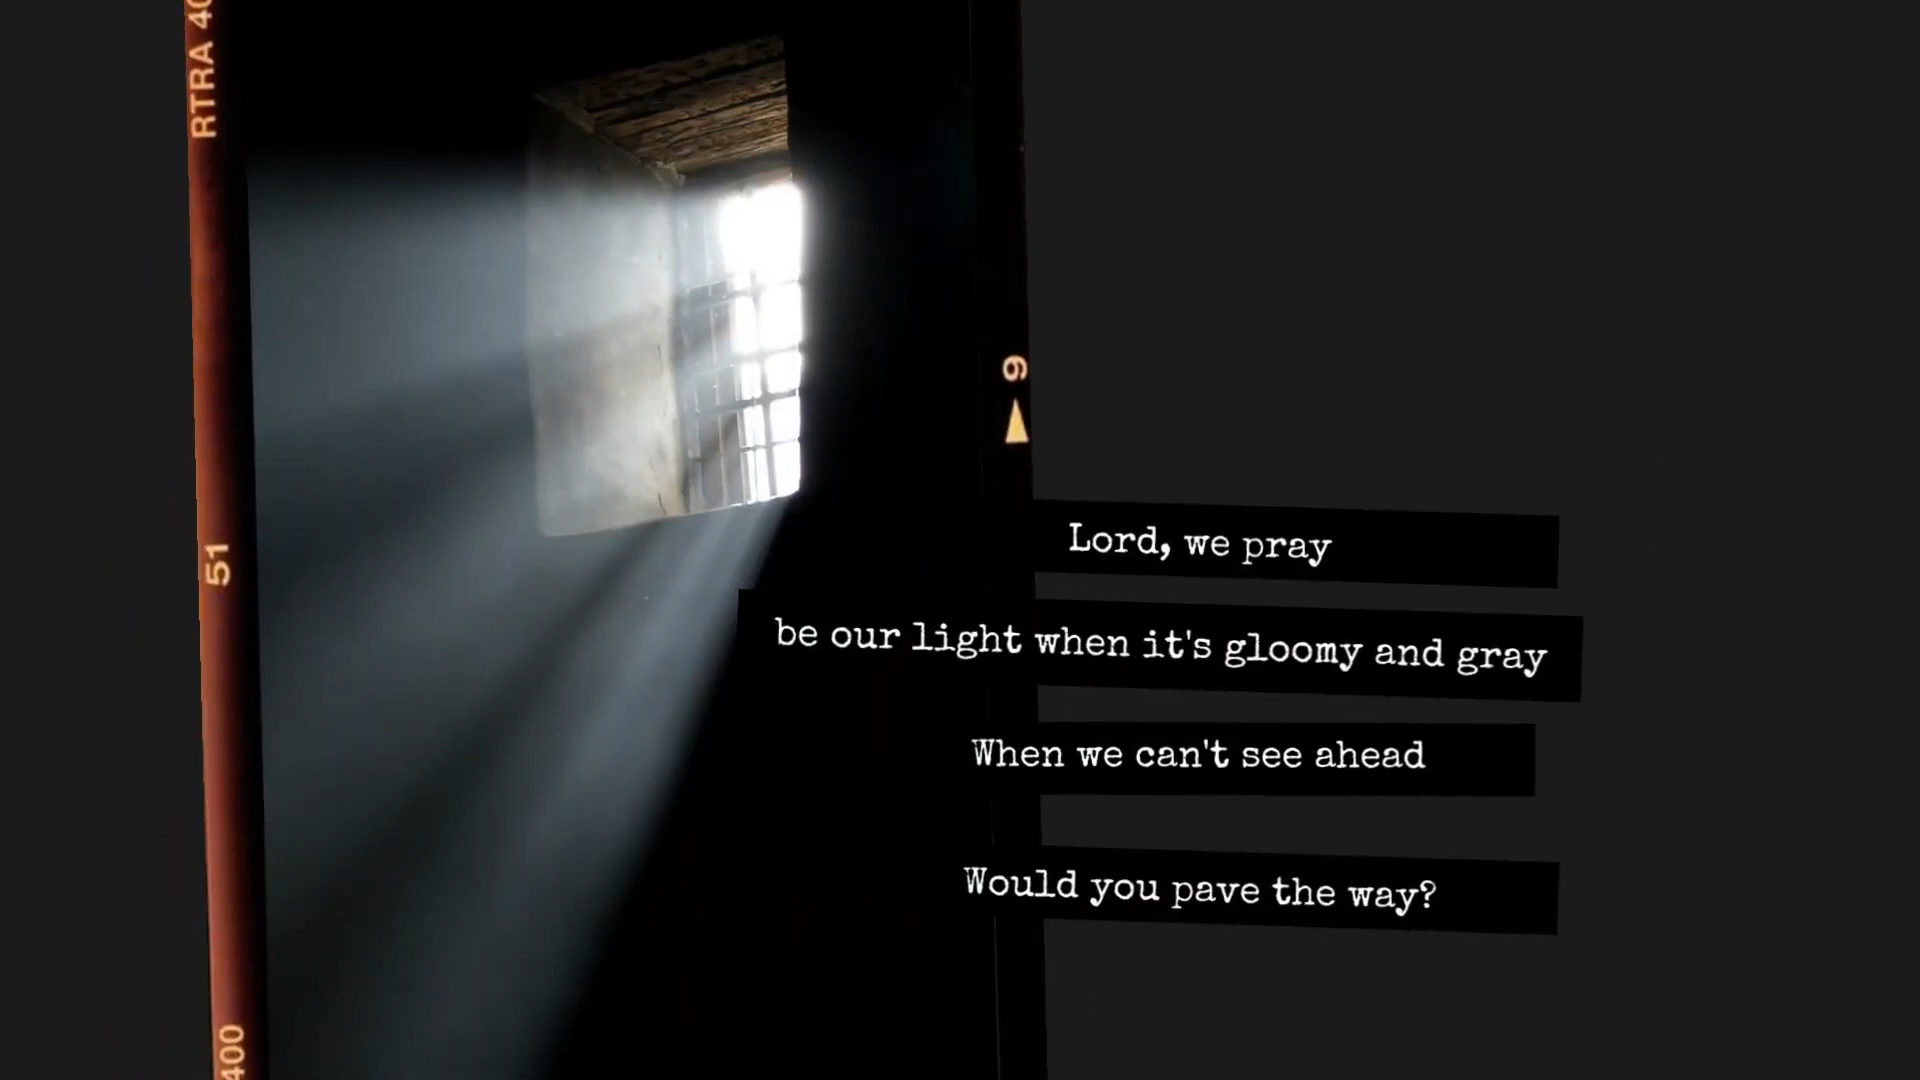 RTRA 40
51
400
9
Lord, we pray
be our light when it's gloomy and gray
When we can't see ahead
Would you pave the way?